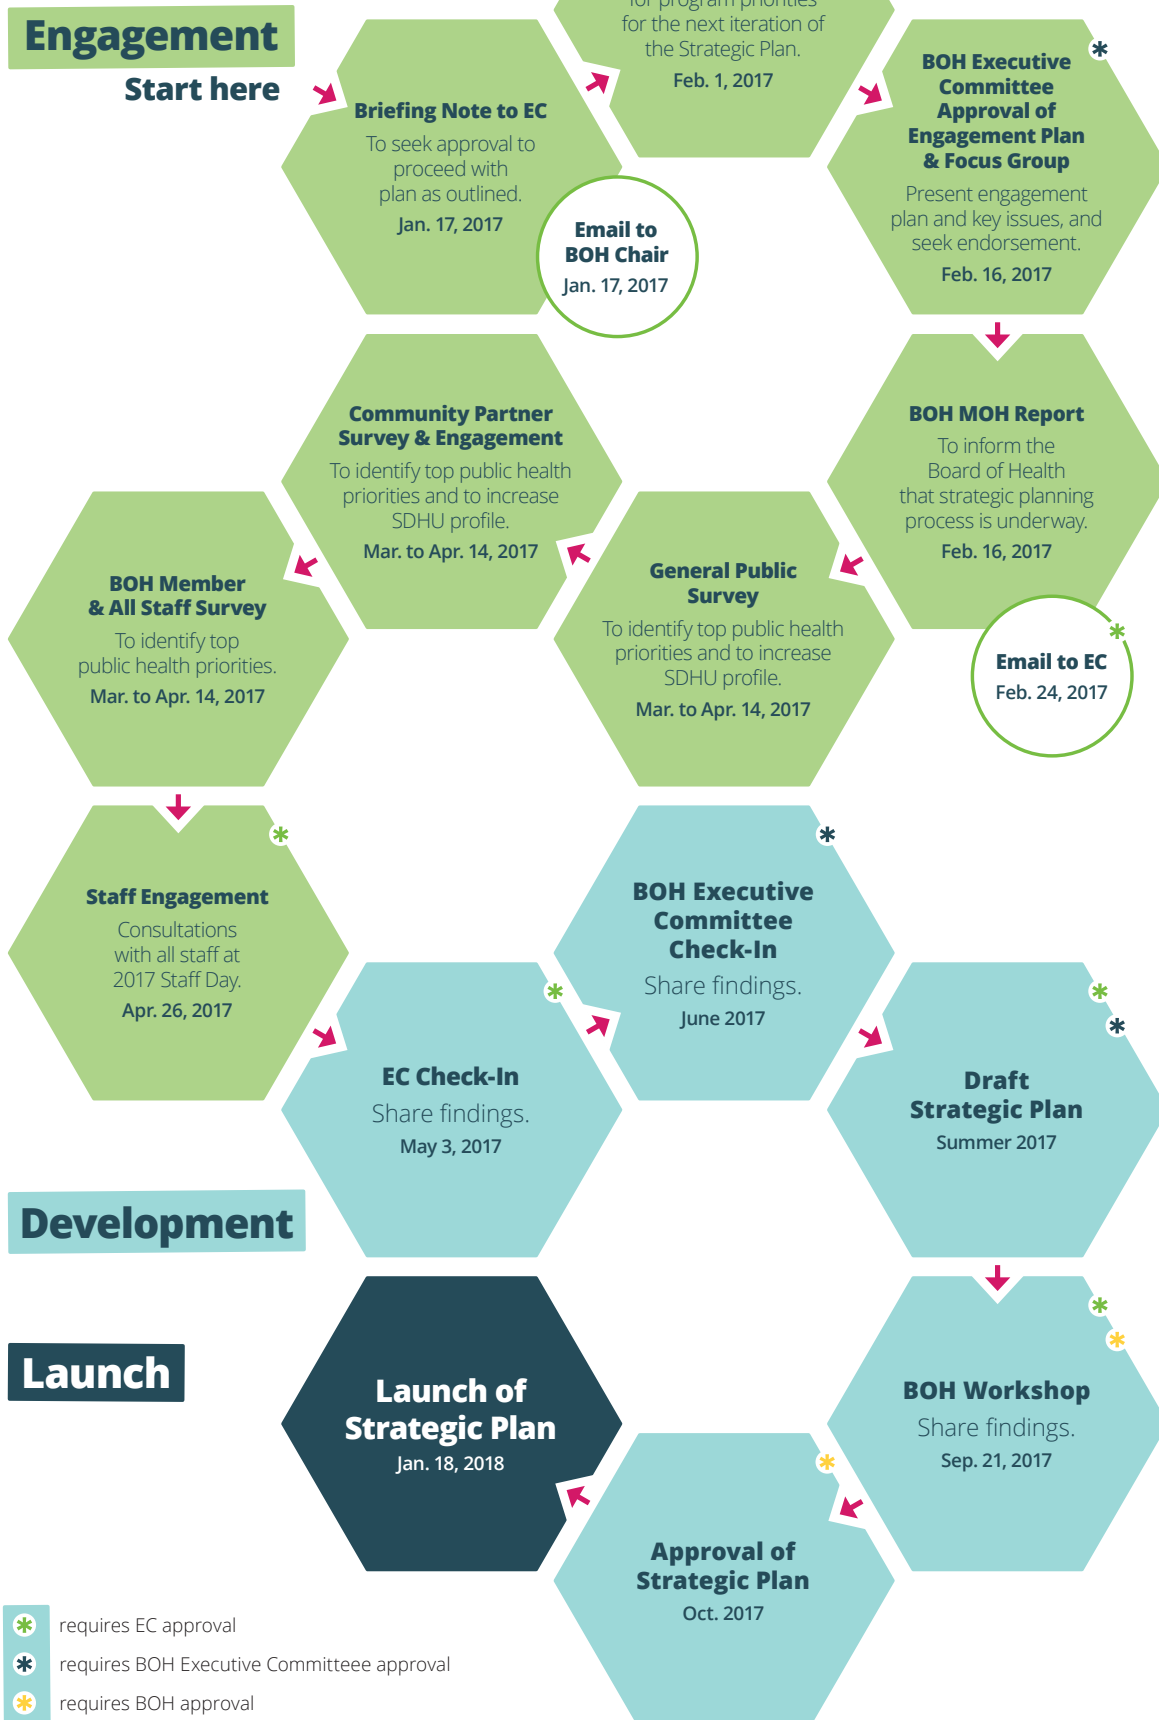 Engagement
Start here
Briefing Note to EC
To seek approval to
proceed with
plan as outlined.
Jan. 17, 2017
Email to
BOH Chair
Jan. 17, 2017
for program priorities
for the next iteration of
the Strategic Plan.
Feb. 1, 2017
BOH Executive
Committee
Approval of
Engagement Plan
& Focus Group
Present engagement
plan and key issues, and
seek endorsement.
Feb. 16, 2017
BOH MOH Report
To inform the
Board of Health
that strategic planning
process is underway.
Feb. 16, 2017
Email to EC
Feb. 24, 2017
General Public
Survey
To identify top public health
priorities and to increase
SDHU profile.
Mar. to Apr. 14, 2017
Community Partner
Survey & Engagement
To identify top public health
priorities and to increase
SDHU profile.
Mar. to Apr. 14, 2017
BOH Member
& All Staff Survey
To identify top
public health priorities.
Mar. to Apr. 14, 2017
Staff Engagement
Consultations
with all staff at
2017 Staff Day.
Apr. 26, 2017
Development
EC Check-In
Share findings.
May 3, 2017
BOH Executive
Committee
Check-In
Share findings.
June 2017
Draft
Strategic Plan
Summer 2017
BOH Workshop
Share findings.
Sep. 21, 2017
Approval of
Strategic Plan
Oct. 2017
Launch
Launch of
Strategic Plan
Jan. 18, 2018
requires EC approval
requires BOH Executive Committeee approval
requires BOH approval